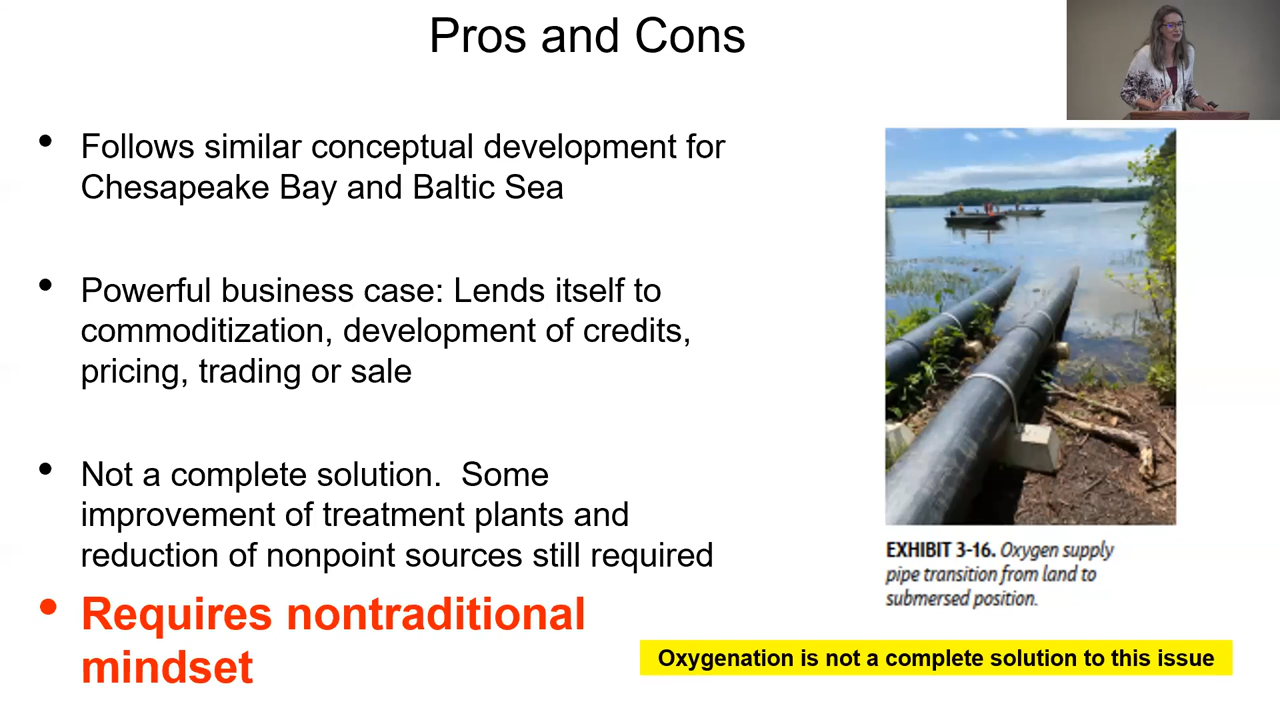 Pros and Cons
• Follows similar conceptual development for
Chesapeake Bay and Baltic Sea
• Powerful business case: Lends itself to
commoditization, development of credits,
pricing, trading or sale
• Not a complete solution.  Some
improvement of treatment plants and
reduction of nonpoint sources still required
• Requires nontraditional
mindset
EXHIBIT 3-16. Oxygen supply
pipe transition from land to
submersed position.
Oxygenation is not a complete solution to this issue